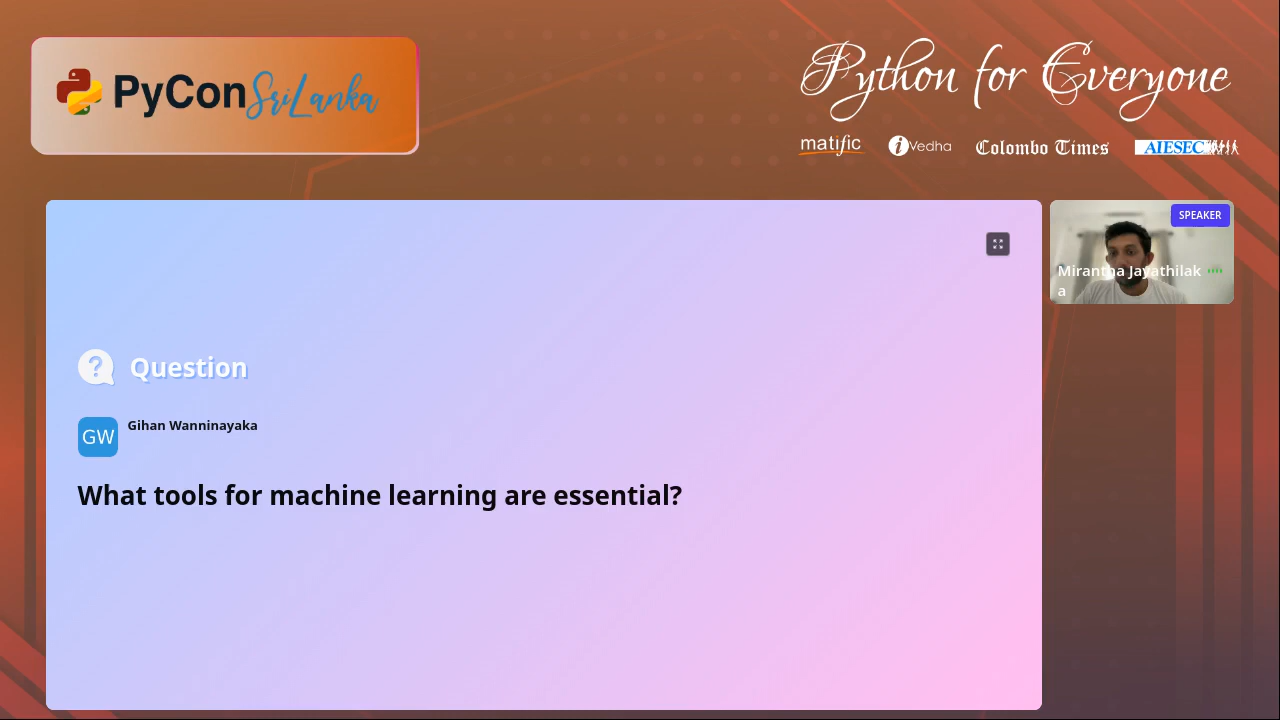 PyCon SriLanka
Python for Everyone
matific
iVedha
Colombo Times
AIESEC
SPEAKER
Mirantha Jayathilak
a
?
Question
GW
Gihan Wanninayaka
What tools for machine learning are essential?